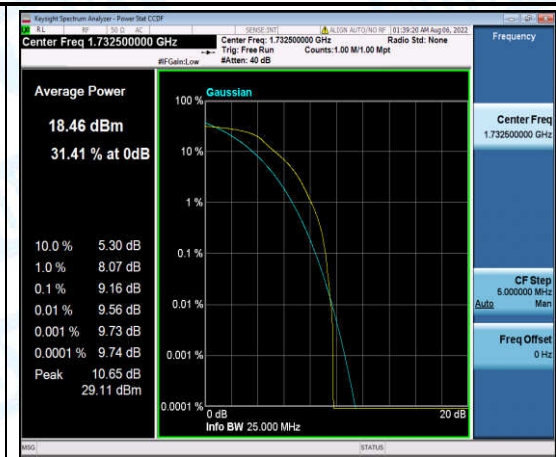 Keysight Spectrum Analyzer - Power Stat CCDF
RL RF 50 Ω AC SENSE:INT ALIGN AUTO/NO RF 01:39:20 AM Aug 06, 2022
Center Freq 1.732500000 GHz
Center Freq: 1.732500000 GHz Radio Std: None
Trig: Free Run Counts:1.00 M/1.00 Mpt
#IFGain:Low #Atten: 40 dB
Frequency
Average Power
18.46 dBm
31.41 % at 0dB
10.0 % 5.30 dB
1.0 % 8.07 dB
0.1 % 9.16 dB
0.01 % 9.56 dB
0.001 % 9.73 dB
0.0001 % 9.74 dB
Peak 10.65 dB
29.11 dBm
Gaussian
100 %
10 %
1 %
0.1 %
0.01 %
0.001 %
0.0001 %
0 dB 20 dB
Info BW 25.000 MHz
Center Freq
1.732500000 GHz
CF Step
5.000000 MHz
Auto Man
Freq Offset
0 Hz
MSG STATUS